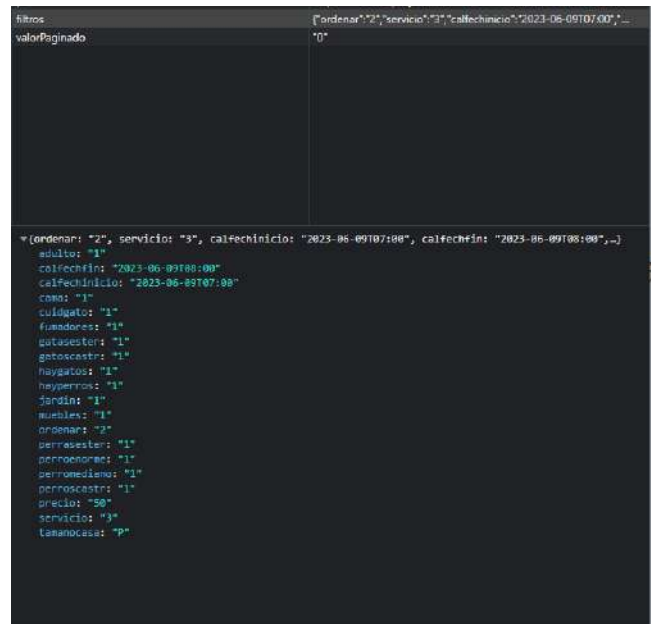 filtros {"ordenar":"2","servicio":"3","calfechinicio":"2023-06-09T07:00","...
valorPaginado "0"
▼{ordenar: "2", servicio: "3", calfechinicio: "2023-06-09T07:00", calfechfin: "2023-06-09T08:00",…}
adulto: "1"
calfechfin: "2023-06-09T08:00"
calfechinicio: "2023-06-09T07:00"
cama: "1"
cuidgato: "1"
fumadores: "1"
gatasester: "1"
gatoscastr: "1"
haygatos: "1"
hayperros: "1"
jardin: "1"
muebles: "1"
ordenar: "2"
perrasester: "1"
perroenorme: "1"
perromediano: "1"
perroscastr: "1"
precio: "50"
servicio: "3"
tamanocasa: "P"